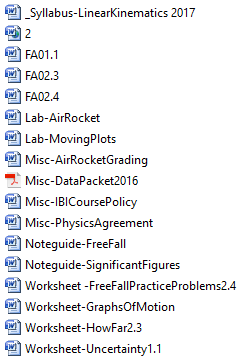 _Syllabus-LinearKinematics 2017
2
FA01.1
FA02.3
FA02.4
Lab-AirRocket
Lab-MovingPlots
Misc-AirRocketGrading
Misc-DataPacket2016
Misc-IBICoursePolicy
Misc-PhysicsAgreement
Noteguide-FreeFall
Noteguide-SignificantFigures
Worksheet -FreeFallPracticeProblems2.4
Worksheet-GraphsOfMotion
Worksheet-HowFar2.3
Worksheet-Uncertainty1.1